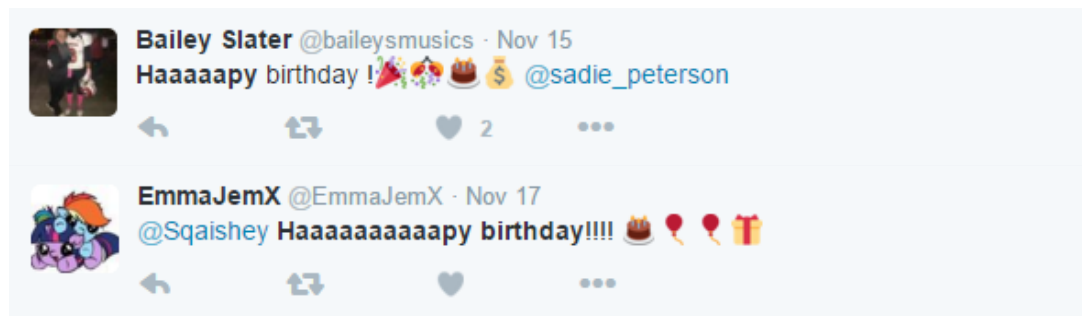 Bailey Slater @baileysmusics · Nov 15
Haaaaapy birthday !🎉🎊🎂💰 @sadie_peterson
2
EmmaJemX @EmmaJemX · Nov 17
@Sqaishey Haaaaaaaaaapy birthday!!!! 🎂🎈🎈🎁